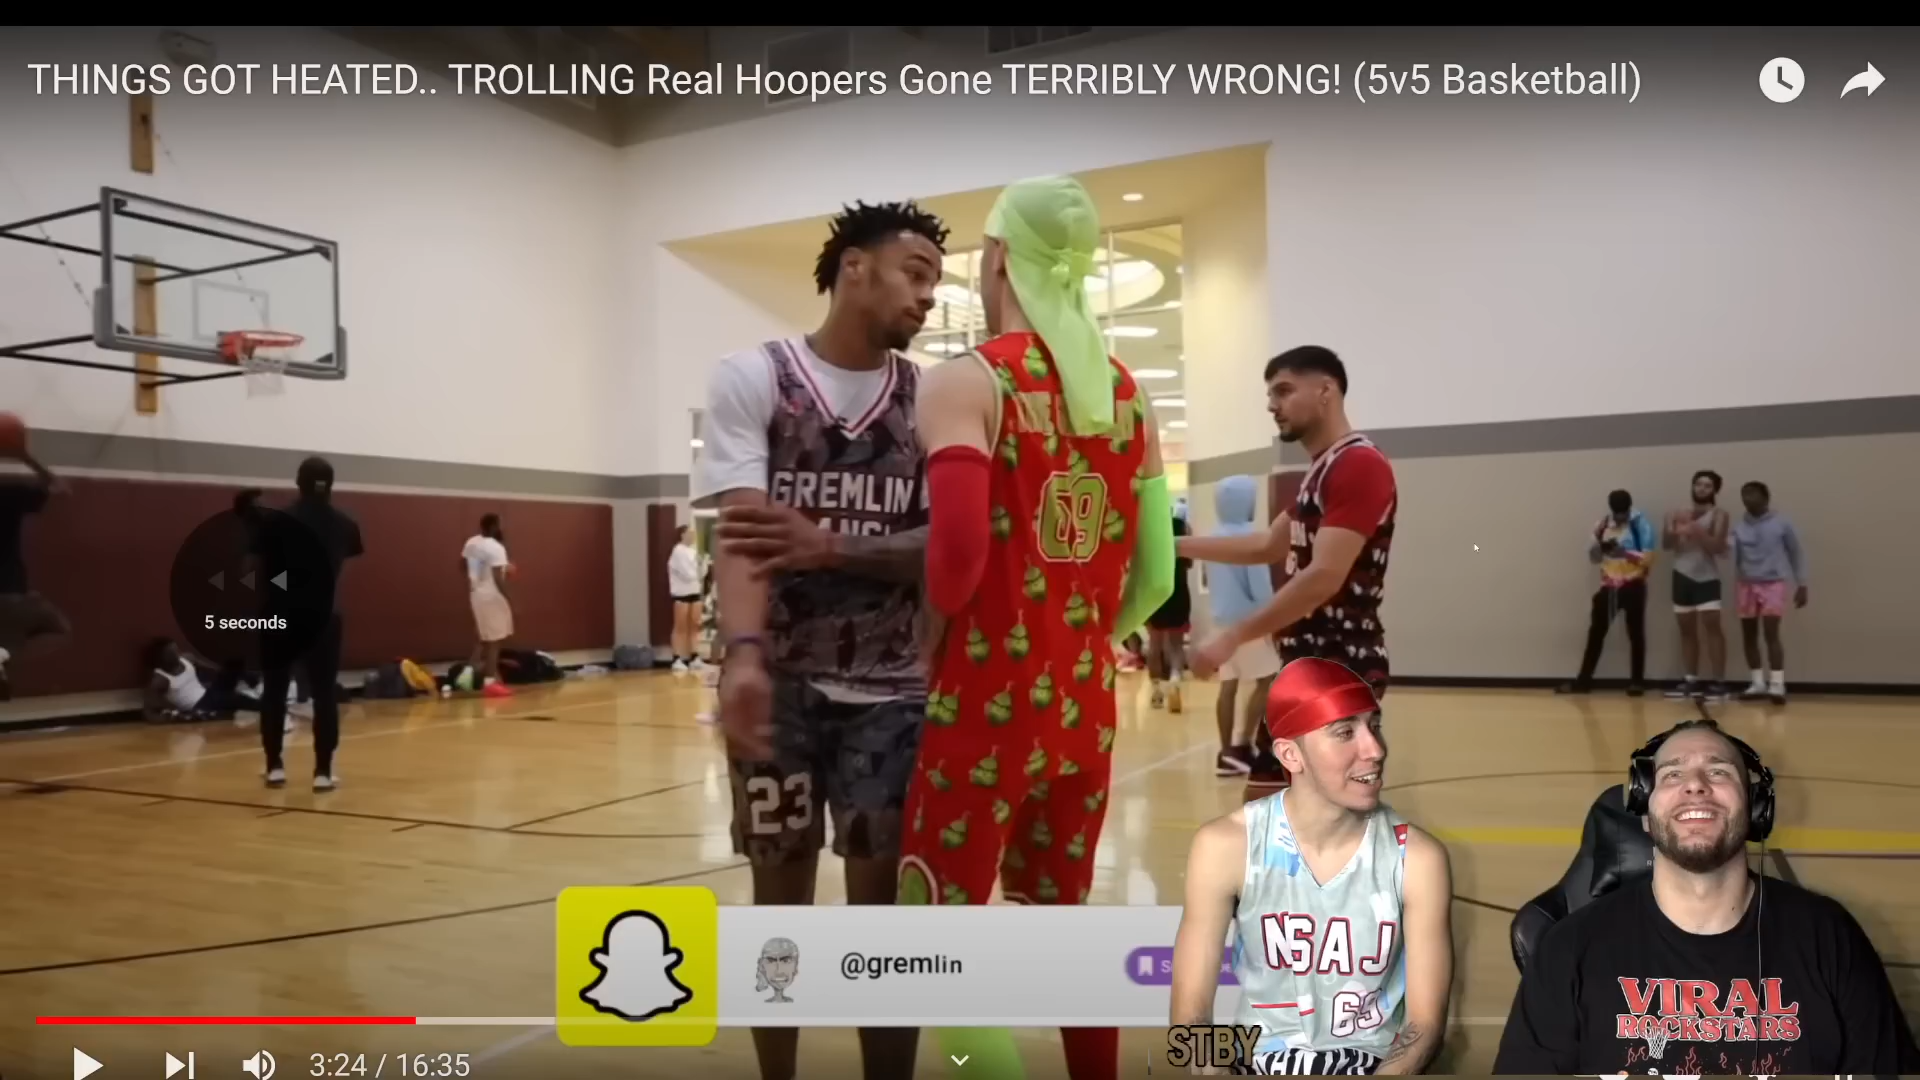 THINGS GOT HEATED.. TROLLING Real Hoopers Gone TERRIBLY WRONG! (5v5 Basketball)
GREMLIN
69
5 seconds
23
@gremlin
NSAJ
69
VIRAL
ROCKSTARS
STBY
3:24 / 16:35